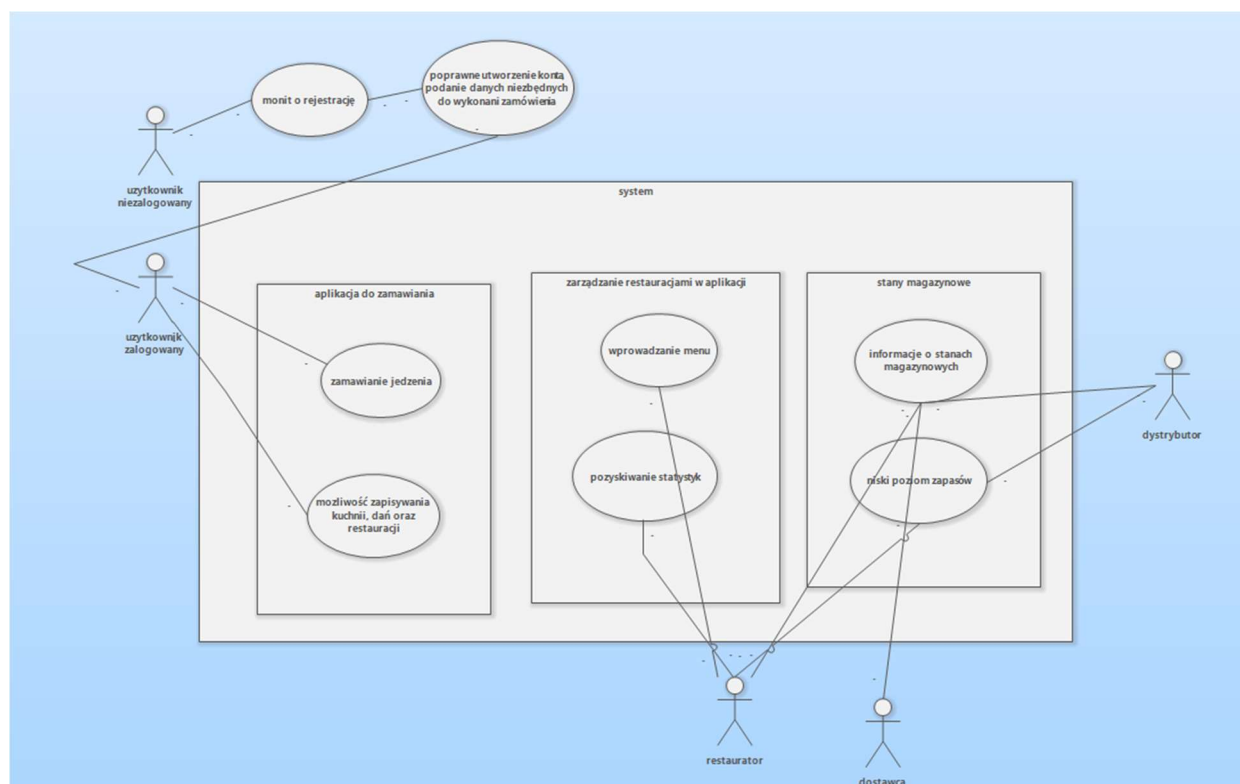 monit o rejestrację
poprawne utworzenie konta,
podanie danych niezbędnych
do wykonani zamówienia
uzytkownik
niezalogowany
system
uzytkownik
zalogowany
aplikacja do zamawiania
zamawianie jedzenia
mozliwość zapisywania
kuchnii, dań oraz
restauracji
zarządzanie restauracjami w aplikacji
wprowadzanie menu
pozyskiwanie statystyk
stany magazynowe
informacje o stanach
magazynowych
niski poziom zapasów
dystrybutor
restaurator
dostawca